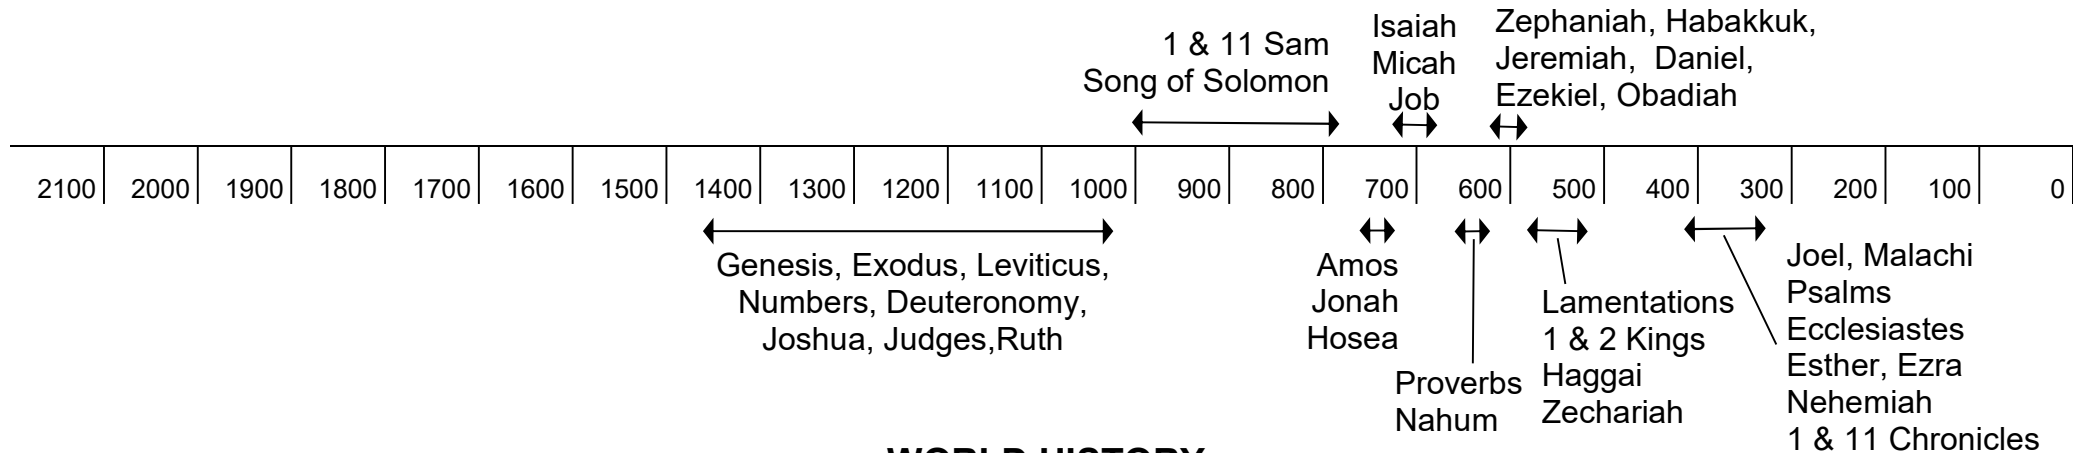 1 & 11 Sam
Song of Solomon
Isaiah
Micah
Job
Zephaniah, Habakkuk,
Jeremiah, Daniel,
Ezekiel, Obadiah
2100 2000 1900 1800 1700 1600 1500 1400 1300 1200 1100 1000 900 800 700 600 500 400 300 200 100 0
Genesis, Exodus, Leviticus,
Numbers, Deuteronomy,
Joshua, Judges,Ruth
Amos
Jonah
Hosea
Proverbs
Nahum
Lamentations
1 & 2 Kings
Haggai
Zechariah
Joel, Malachi
Psalms
Ecclesiastes
Esther, Ezra
Nehemiah
1 & 11 Chronicles
WORLD HISTORY